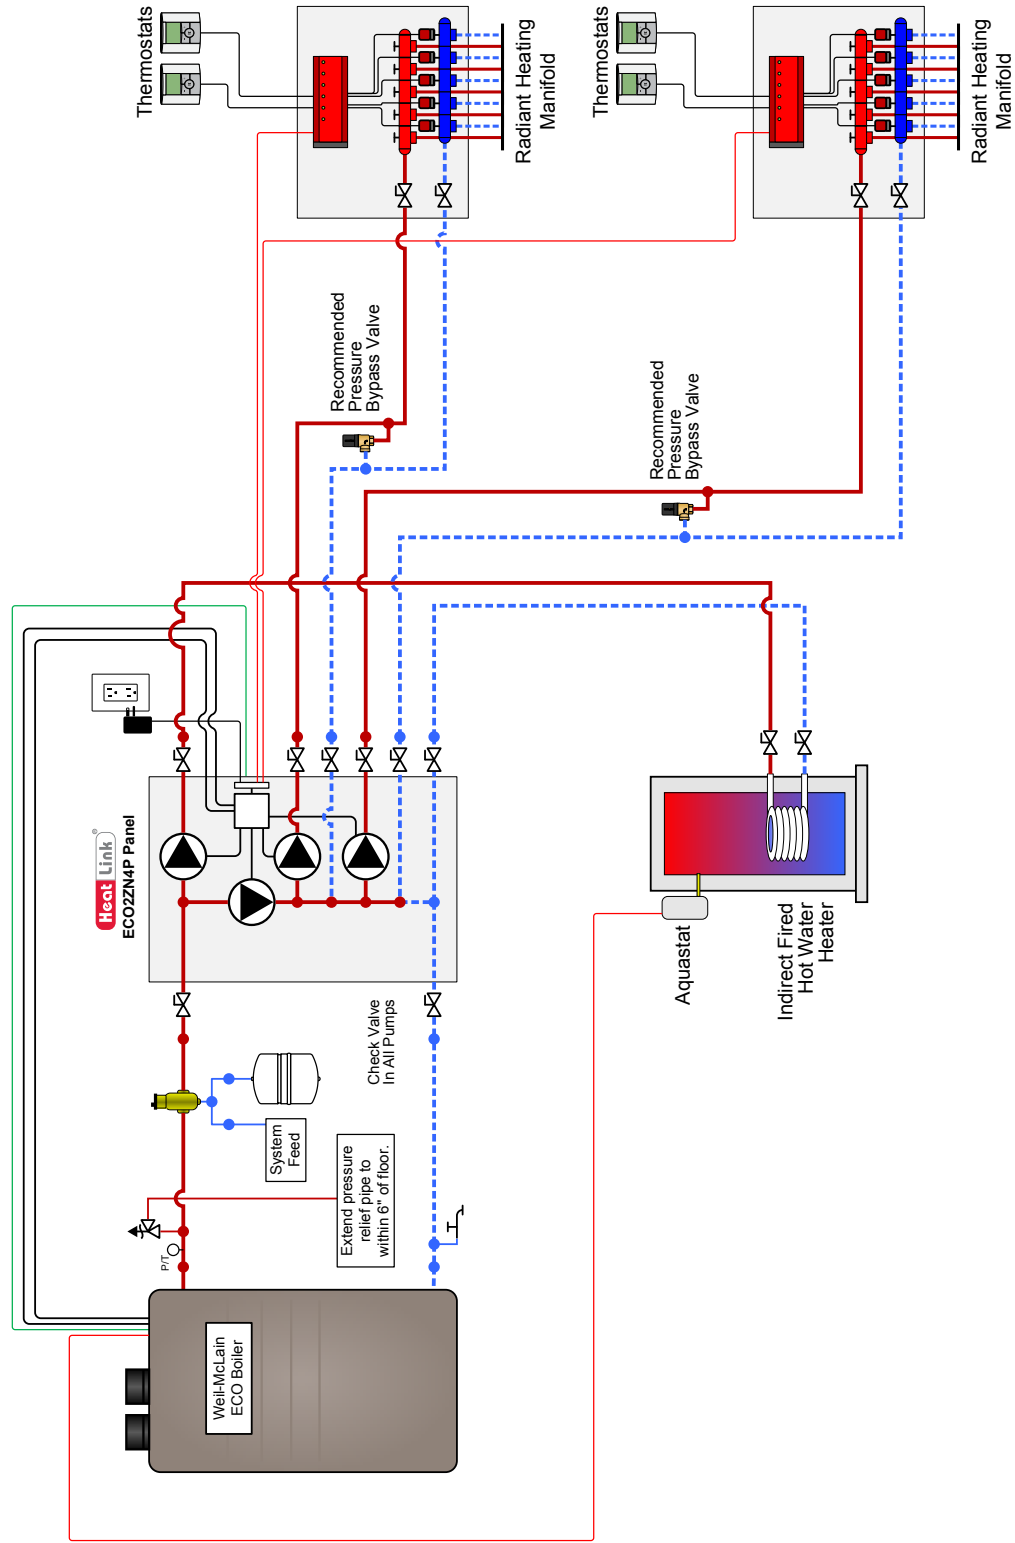 Thermostats
Radiant Heating
Manifold
Thermostats
Radiant Heating
Manifold
Recommended
Pressure
Bypass Valve
Recommended
Pressure
Bypass Valve
Heat Link®
ECO2ZN4P Panel
Check Valve
In All Pumps
Aquastat
Indirect Fired
Hot Water
Heater
System
Feed
Extend pressure
relief pipe to
within 6" of floor.
P/T
Weil-McLain
ECO Boiler